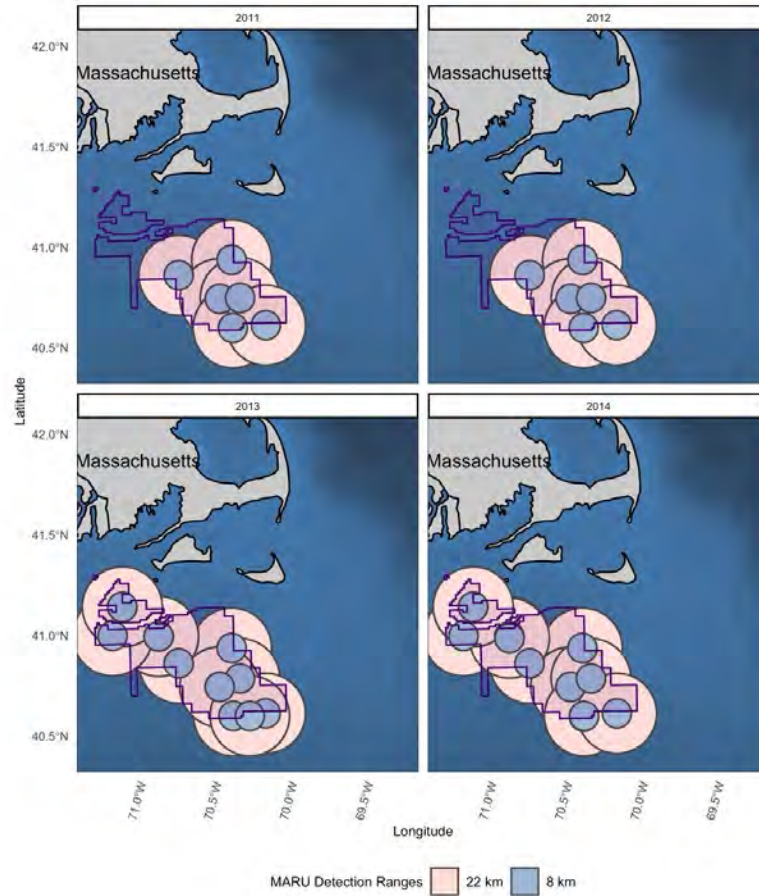 2011
2012
42.0°N
Massachusetts
Massachusetts
41.5°N
41.0°N
40.5°N
Latitude
2013
2014
42.0°N
Massachusetts
Massachusetts
41.5°N
41.0°N
40.5°N
71.0°W
70.5°W
70.0°W
69.5°W
71.0°W
70.5°W
70.0°W
69.5°W
Longitude
MARU Detection Ranges
22 km
8 km